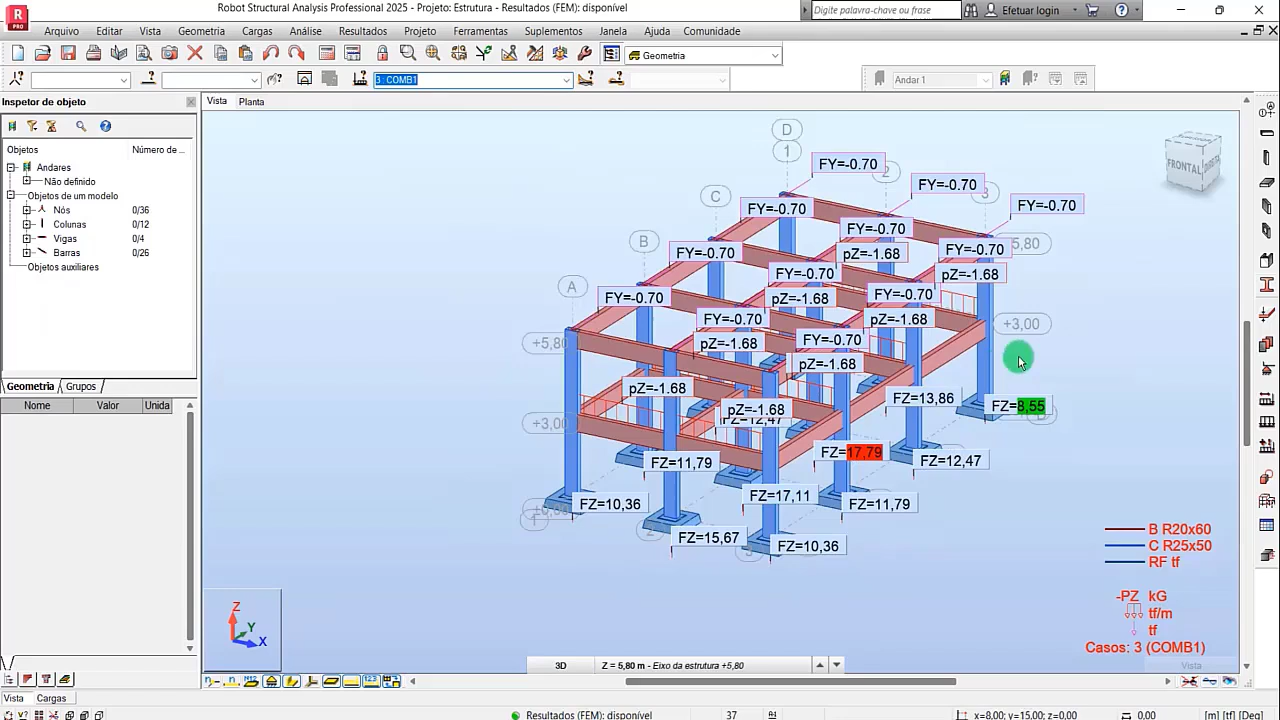 Robot Structural Analysis Professional 2025 - Projeto: Estrutura - Resultados (FEM): disponível
Digite palavra-chave ou frase
Efetuar login
R
PRO
Arquivo
Editar
Vista
Geometria
Cargas
Análise
Resultados
Projeto
Ferramentas
Suplementos
Janela
Ajuda
Comunidade
Geometria
3: COMB1
Andar 1
Inspetor de objeto
Objetos
Número de...
Andares
Não definido
Objetos de um modelo
Nós 0/36
Colunas 0/12
Vigas 0/4
Barras 0/26
Objetos auxiliares
Geometria
Grupos
Nome
Valor
Unida
Vista
Planta
D
1
FY=-0.70
2
FY=-0.70
3
FY=-0.70
C
FY=-0.70
FY=-0.70
B
FY=-0.70
pZ=-1.68
FY=-0.70
+5,80
pZ=-1.68
FY=-0.70
A
FY=-0.70
pZ=-1.68
FY=-0.70
FY=-0.70
pZ=-1.68
+3,00
+5,80
pZ=-1.68
FY=-0.70
pZ=-1.68
pZ=-1.68
FZ=13,86
FZ=8,55
pZ=-1.68
FZ=12,47
+3,00
FZ=17,79
FZ=11,79
FZ=12,47
FZ=10,36
FZ=17,11
FZ=11,79
1
2
FZ=15,67
3
FZ=10,36
FRONTAL
DIREITA
B R20x60
C R25x50
RF tf
-PZ kG
tf/m
tf
Casos: 3 (COMB1)
Vista
Z
Y
X
3D
Z = 5,80 m - Eixo da estrutura +5,80
Vista
Cargas
Resultados (FEM): disponível
37
x=8,00; y=15,00; z=0,00
0,00
[m] [tf] [Deg]